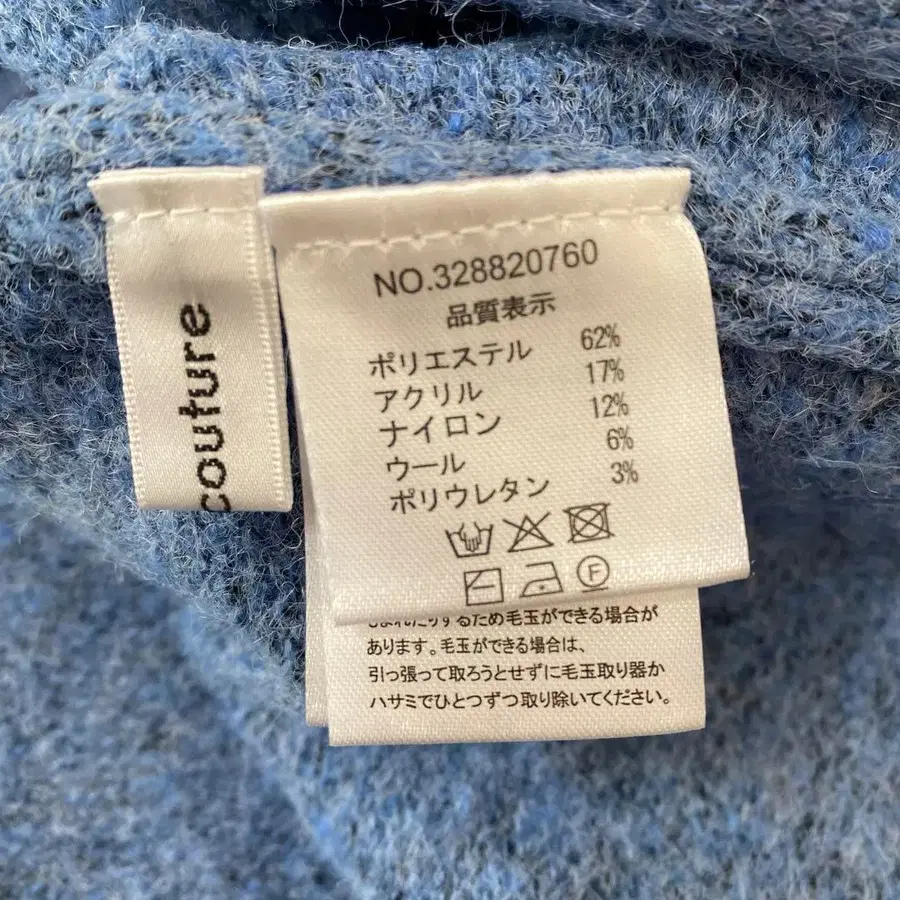 couture
NO.328820760
品質表示
ポリエステル 62%
アクリル 17%
ナイロン 12%
ウール 6%
ポリウレタン 3%
F
まれたりするため毛玉ができる場合が
あります。毛玉ができる場合は、
引っ張って取ろうとせずに毛玉取り器か
ハサミでひとつずつ取り除いてください。